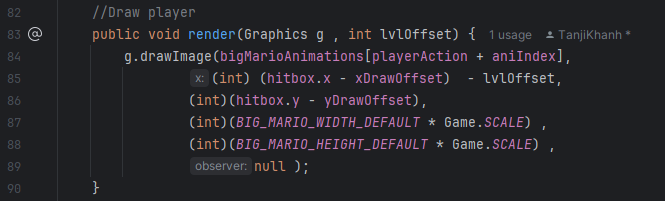 82 //Draw player
83 @ public void render(Graphics g , int lvlOffset) { 1 usage TanjiKhanh *
84 g.drawImage(bigMarioAnimations[playerAction + aniIndex],
85 x: (int) (hitbox.x - xDrawOffset)  - lvlOffset,
86 (int)(hitbox.y - yDrawOffset),
87 (int)(BIG_MARIO_WIDTH_DEFAULT * Game.SCALE) ,
88 (int)(BIG_MARIO_HEIGHT_DEFAULT * Game.SCALE) ,
89 observer: null );
90 }